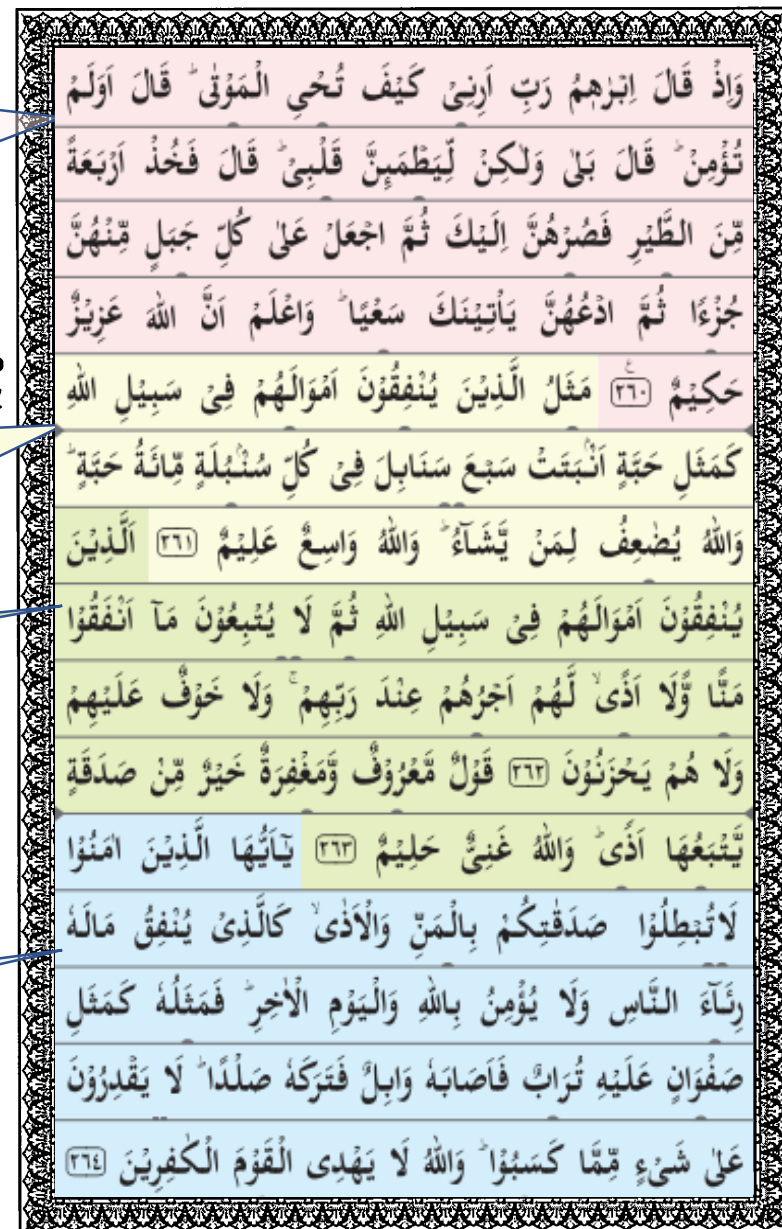 وَاِذْ قَالَ اِبْرٰهٖمُ رَبِّ اَرِنِيْ كَيْفَ تُحْيِ الْمَوْتٰى ؕ قَالَ اَوَلَمْ
تُؤْمِنْ ؕ قَالَ بَلٰى وَلٰكِنْ لِّيَطْمَىِٕنَّ قَلْبِيْ ؕ قَالَ فَخُذْ اَرْبَعَةً
مِّنَ الطَّيْرِ فَصُرْهُنَّ اِلَيْكَ ثُمَّ اجْعَلْ عَلٰى كُلِّ جَبَلٍ مِّنْهُنَّ
جُزْءًا ثُمَّ ادْعُهُنَّ يَاْتِيْنَكَ سَعْيًا ؕ وَاعْلَمْ اَنَّ اللّٰهَ عَزِيْزٌ
حَكِيْمٌ ﴿٢٦٠﴾ مَثَلُ الَّذِيْنَ يُنْفِقُوْنَ اَمْوَالَهُمْ فِيْ سَبِيْلِ اللّٰهِ
كَمَثَلِ حَبَّةٍ اَنْۢبَتَتْ سَبْعَ سَنَابِلَ فِيْ كُلِّ سُنْۢبُلَةٍ مِّائَةُ حَبَّةٍ ؕ
وَاللّٰهُ يُضٰعِفُ لِمَنْ يَّشَآءُ ؕ وَاللّٰهُ وَاسِعٌ عَلِيْمٌ ﴿٢٦١﴾ اَلَّذِيْنَ
يُنْفِقُوْنَ اَمْوَالَهُمْ فِيْ سَبِيْلِ اللّٰهِ ثُمَّ لَا يُتْبِعُوْنَ مَآ اَنْفَقُوْا
مَنًّا وَّلَآ اَذًى ۙ لَّهُمْ اَجْرُهُمْ عِنْدَ رَبِّهِمْ ۚ وَلَا خَوْفٌ عَلَيْهِمْ
وَلَا هُمْ يَحْزَنُوْنَ ﴿٢٦٢﴾ قَوْلٌ مَّعْرُوْفٌ وَّمَغْفِرَةٌ خَيْرٌ مِّنْ صَدَقَةٍ
يَّتْبَعُهَا اَذًى ؕ وَاللّٰهُ غَنِيٌّ حَلِيْمٌ ﴿٢٦٣﴾ يٰٓاَيُّهَا الَّذِيْنَ اٰمَنُوْا
لَا تُبْطِلُوْا صَدَقٰتِكُمْ بِالْمَنِّ وَالْاَذٰى ۙ كَالَّذِيْ يُنْفِقُ مَالَهٗ
رِئَآءَ النَّاسِ وَلَا يُؤْمِنُ بِاللّٰهِ وَالْيَوْمِ الْاٰخِرِ ؕ فَمَثَلُهٗ كَمَثَلِ
صَفْوَانٍ عَلَيْهِ تُرَابٌ فَاَصَابَهٗ وَابِلٌ فَتَرَكَهٗ صَلْدًا ؕ لَا يَقْدِرُوْنَ
عَلٰى شَيْءٍ مِّمَّا كَسَبُوْا ؕ وَاللّٰهُ لَا يَهْدِى الْقَوْمَ الْكٰفِرِيْنَ ﴿٢٦٤﴾